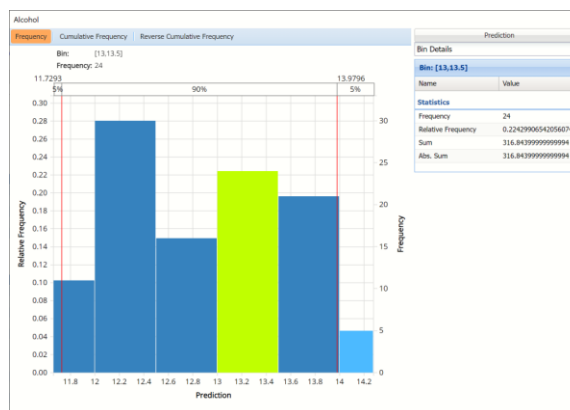 Alcohol
Frequency Cumulative Frequency Reverse Cumulative Frequency
Bin: [13,13.5]
Frequency: 24
11.7293 13.9796
5% 90% 5%
0.30
0.28
0.26
0.24
0.22
0.20
0.18
0.16
0.14
0.12
0.10
0.08
0.06
0.04
0.02
0.00
Relative Frequency
30
25
20
15
10
5
0
Frequency
11.8 12 12.2 12.4 12.6 12.8 13 13.2 13.4 13.6 13.8 14 14.2
Prediction
Prediction
Bin Details
Bin: [13,13.5]
Name Value
Statistics
Frequency 24
Relative Frequency 0.224299065420560
Sum 316.84399999999994
Abs. Sum 316.84399999999994